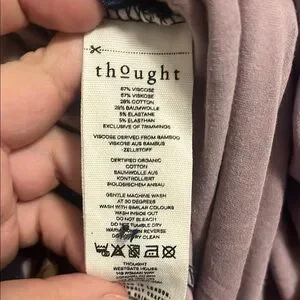 thought
67% VISCOSE
67% VISKOSE
28% COTTON
28% BAUMWOLLE
5% ELASTANE
5% ELASTAN
EXCLUSIVE OF TRIMMINGS
VISCOSE DERIVED FROM BAMBOO
VISKOSE AUS BAMBUS
-ZELLSTOFF
CERTIFIED ORGANIC
COTTON
BAUMWOLLE AUS
KONTROLLIERT
BIOLOGISCHEM ANBAU
GENTLE MACHINE WASH
AT 30 DEGREES
WASH WITH SIMILAR COLOURS
WASH INSIDE OUT
DO NOT BLEACH
DO NOT TUMBLE DRY
WARM IRON REVERSE
DO NOT DRY CLEAN
THOUGHT
WESTGATE HOUSE